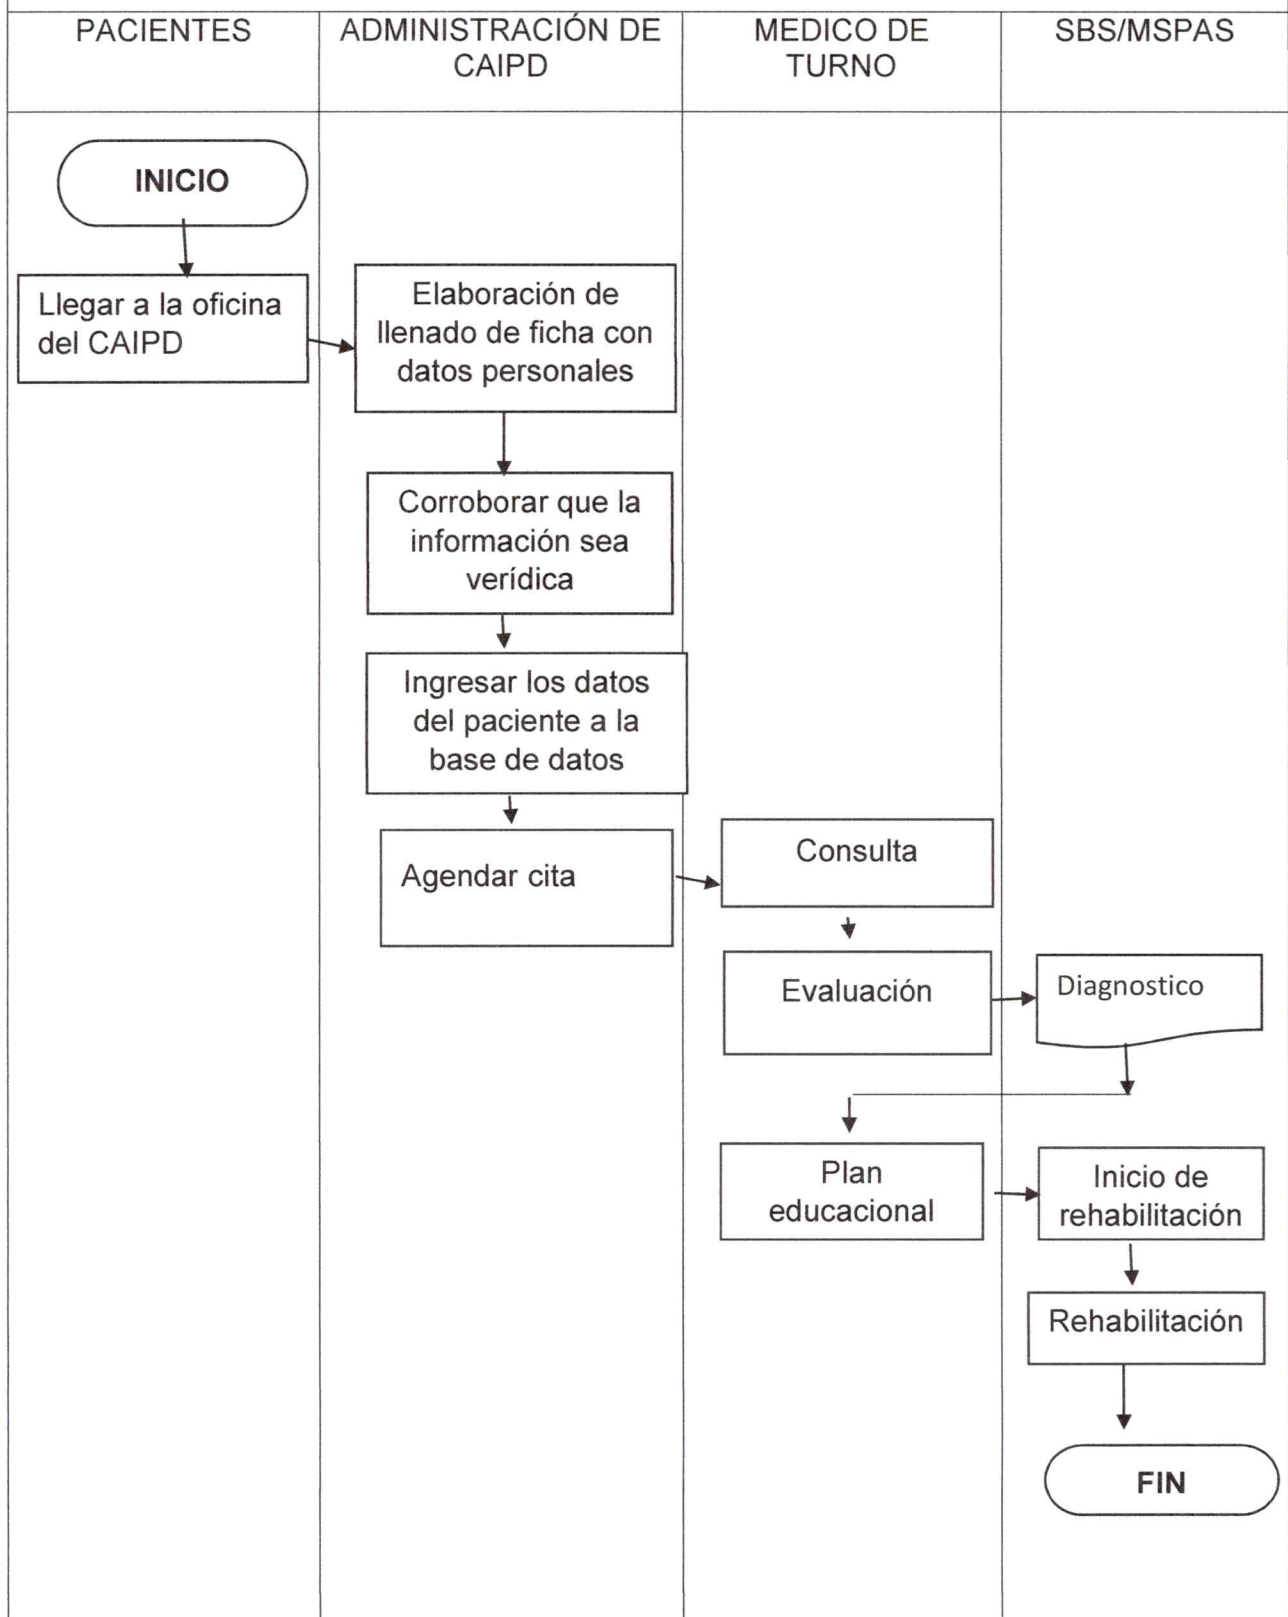 PACIENTES
ADMINISTRACIÓN DE
CAIPD
MEDICO DE
TURNO
SBS/MSPAS
INICIO
Llegar a la oficina
del CAIPD
Elaboración de
llenado de ficha con
datos personales
Corroborar que la
información sea
verídica
Ingresar los datos
del paciente a la
base de datos
Agendar cita
Consulta
Evaluación
Diagnostico
Plan
educacional
Inicio de
rehabilitación
Rehabilitación
FIN